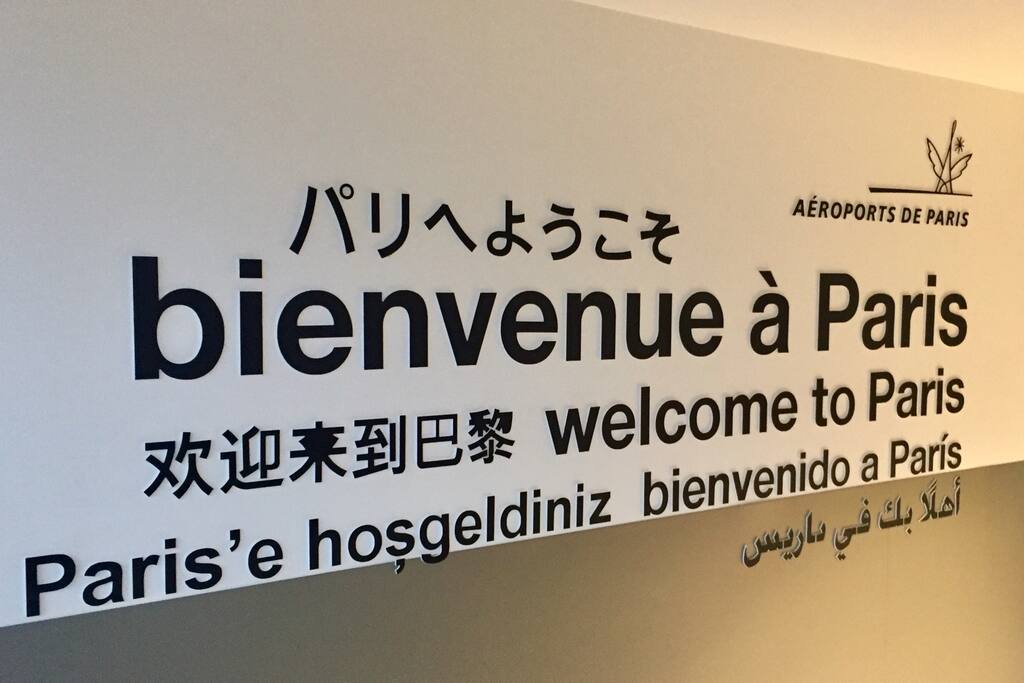 AÉROPORTS DE PARIS
パリへようこそ
bienvenue à Paris
欢迎来到巴黎 welcome to Paris
Paris'e hoşgeldiniz bienvenido a París
أهلًا بك في باريس